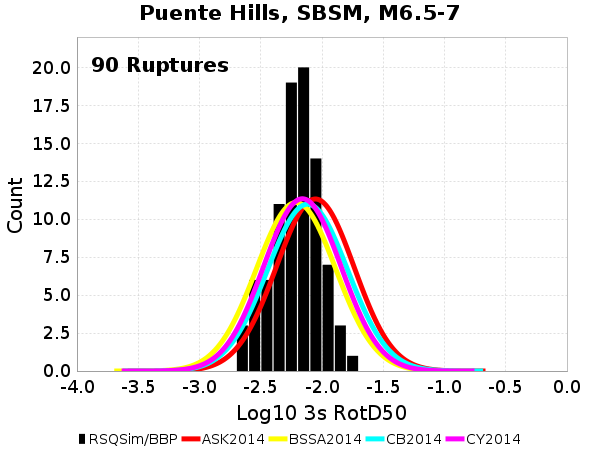 Puente Hills, SBSM, M6.5-7
90 Ruptures
20.0
17.5
15.0
12.5
10.0
7.5
5.0
2.5
0.0
Count
-4.0 -3.5 -3.0 -2.5 -2.0 -1.5 -1.0 -0.5 0.0
Log10 3s RotD50
RSQSim/BBP ASK2014 BSSA2014 CB2014 CY2014